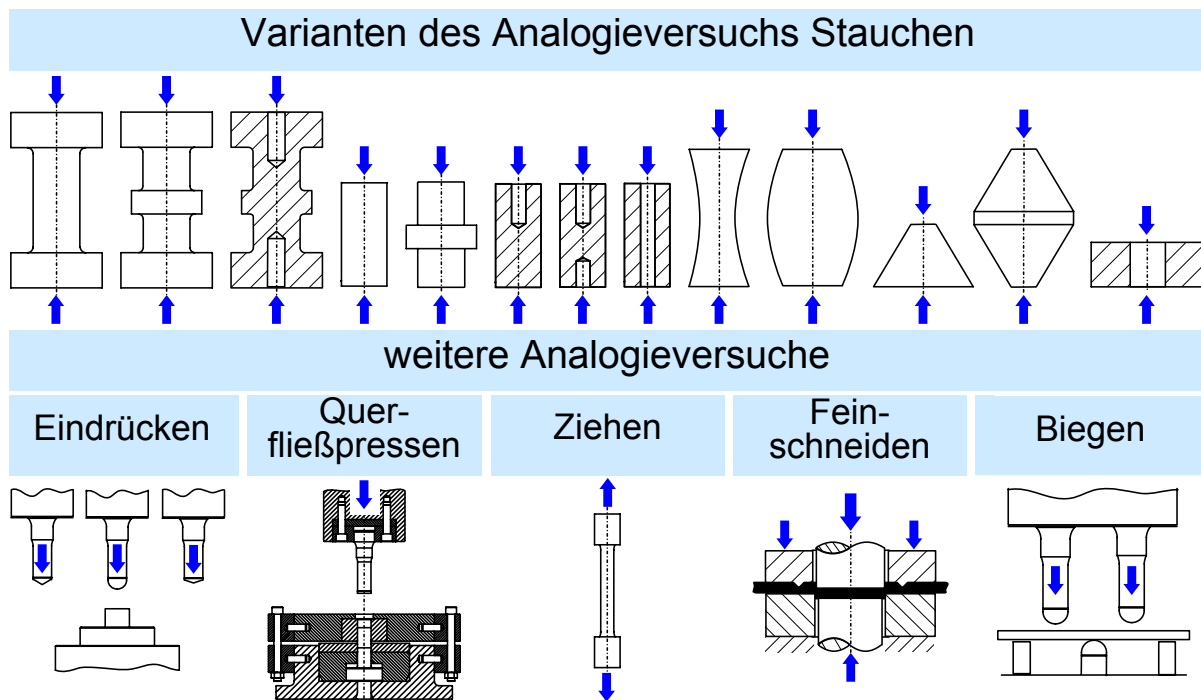 Varianten des Analogieversuchs Stauchen
weitere Analogieversuche
Eindrücken
Quer-
fließpressen
Ziehen
Fein-
schneiden
Biegen